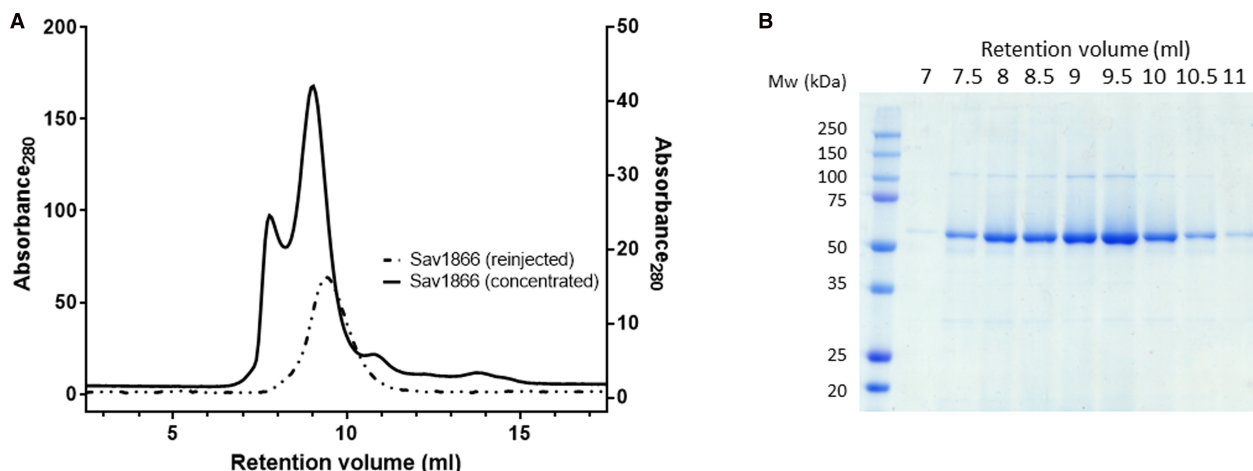 A
200
150
100
50
0
Absorbance280
50
40
30
20
10
0
Absorbance280
Sav1866 (reinjected)
Sav1866 (concentrated)
5 10 15
Retention volume (ml)
B
Retention volume (ml)
Mw (kDa) 7 7.5 8 8.5 9 9.5 10 10.5 11
250
150
100
75
50
35
25
20